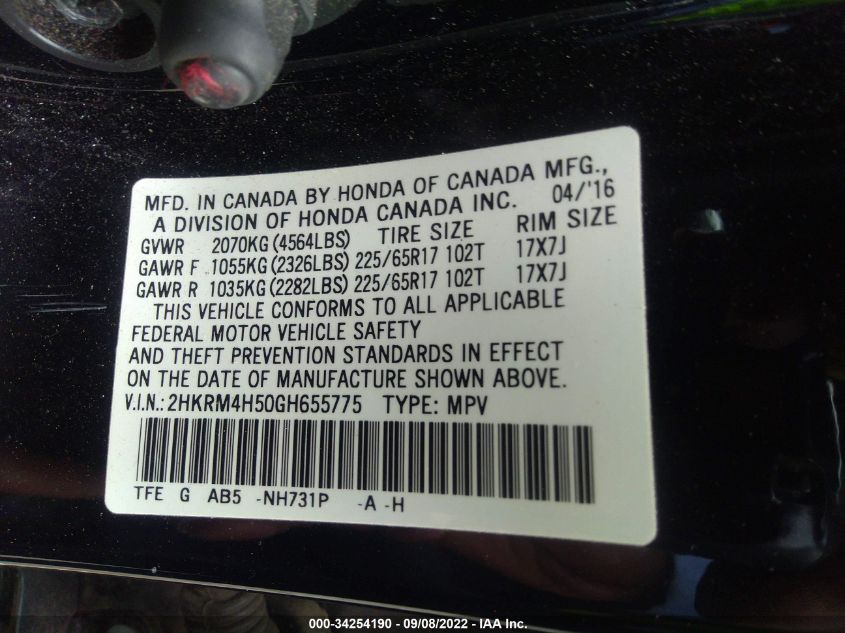 MFD. IN CANADA BY HONDA OF CANADA MFG.,
A DIVISION OF HONDA CANADA INC. 04/'16
GVWR 2070KG (4564LBS) TIRE SIZE RIM SIZE
GAWR F 1055KG (2326LBS) 225/65R17 102T 17X7J
GAWR R 1035KG (2282LBS) 225/65R17 102T 17X7J
THIS VEHICLE CONFORMS TO ALL APPLICABLE
FEDERAL MOTOR VEHICLE SAFETY
AND THEFT PREVENTION STANDARDS IN EFFECT
ON THE DATE OF MANUFACTURE SHOWN ABOVE.
V.I.N.: 2HKRM4H50GH655775 TYPE: MPV
TFE G AB5 -NH731P -A -H
000-34254190 - 09/08/2022 - IAA Inc.